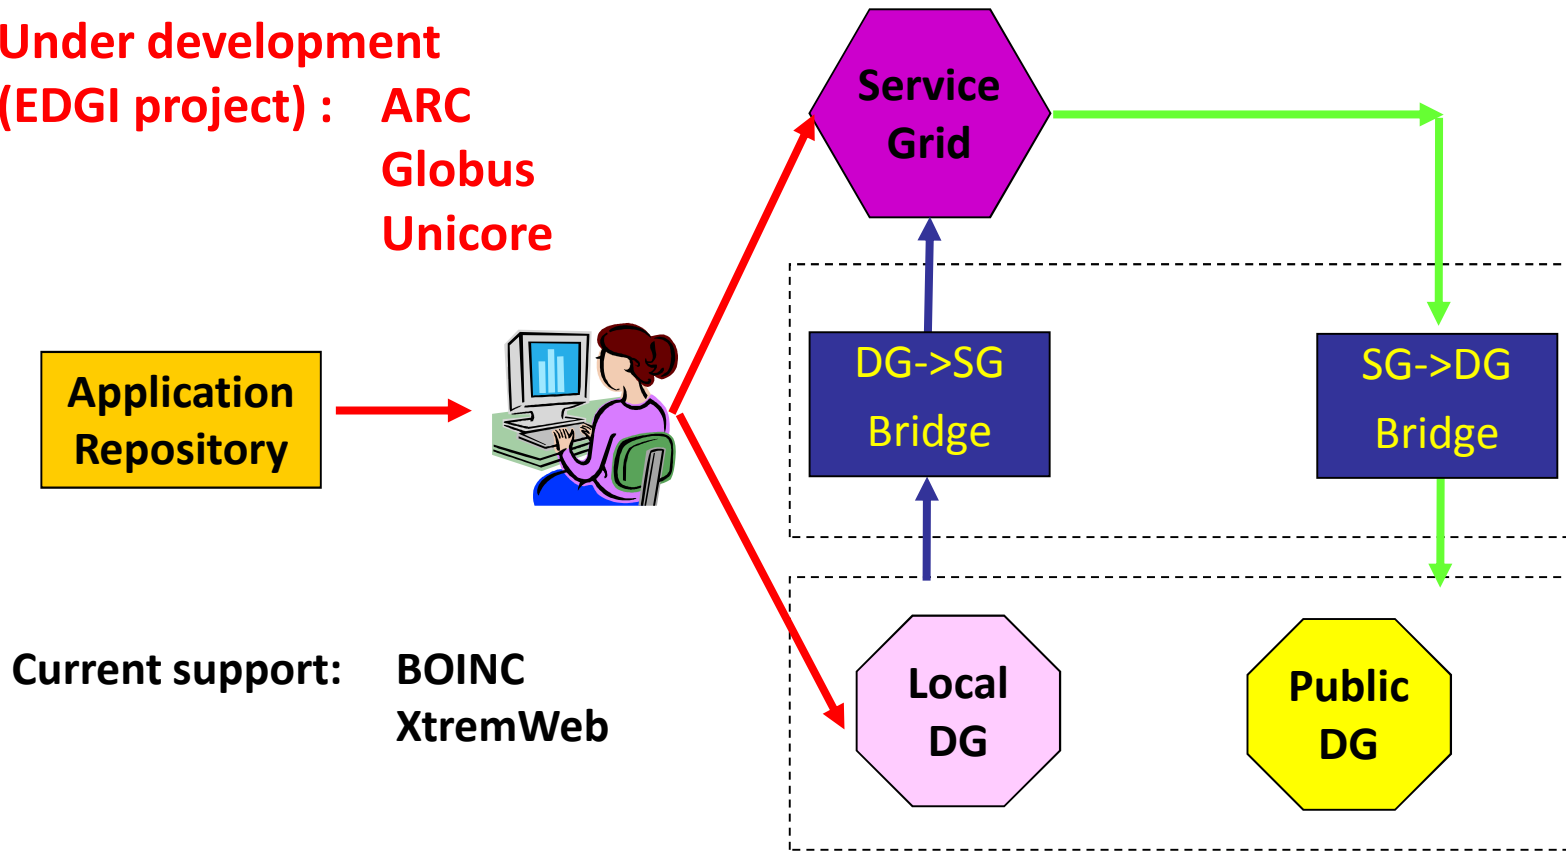 Under development
(EDGI project) : ARC
Globus
Unicore
Service
Grid
Application
Repository
DG->SG
Bridge
SG->DG
Bridge
Current support: BOINC
XtremWeb
Local
DG
Public
DG